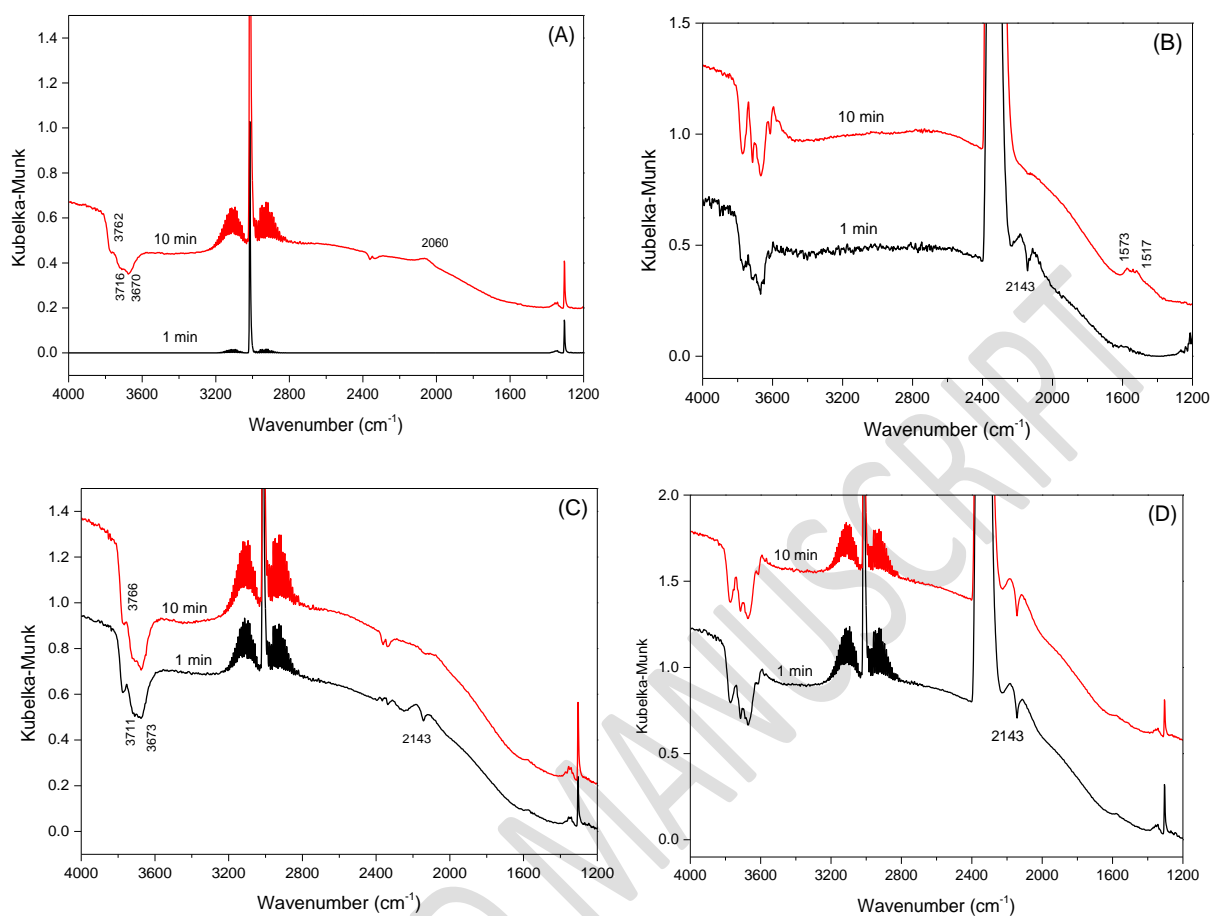 (A)
Kubelka-Munk
1.4
1.2
1.0
0.8
0.6
0.4
0.2
0.0
3762
3716
3670
10 min
2060
1 min
4000 3600 3200 2800 2400 2000 1600 1200
Wavenumber (cm-1)
(B)
Kubelka-Munk
1.5
1.0
0.5
0.0
10 min
1 min
2143
1573
1517
4000 3600 3200 2800 2400 2000 1600 1200
Wavenumber (cm-1)
(C)
Kubelka-Munk
1.4
1.2
1.0
0.8
0.6
0.4
0.2
0.0
3766
10 min
1 min
3711
3673
2143
4000 3600 3200 2800 2400 2000 1600 1200
Wavenumber (cm-1)
(D)
Kubelka-Munk
2.0
1.5
1.0
0.5
0.0
10 min
1 min
2143
4000 3600 3200 2800 2400 2000 1600 1200
Wavenumber (cm-1)
D MANUSCRIPT